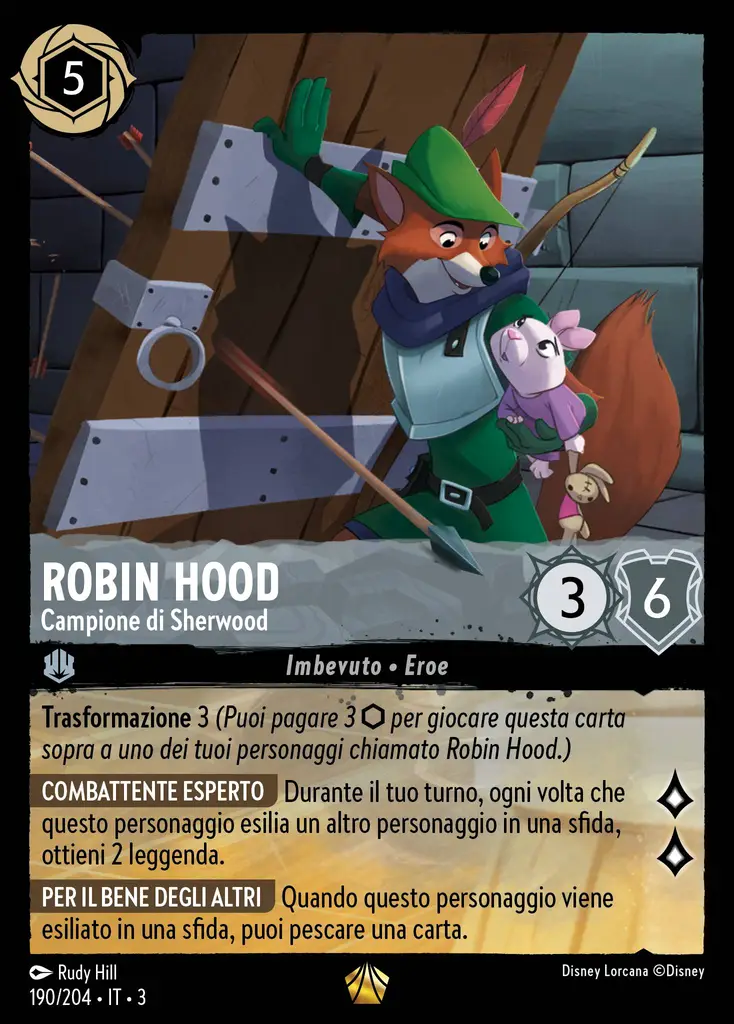 5
ROBIN HOOD
Campione di Sherwood
3
6
Imbevuto • Eroe
Trasformazione 3 (Puoi pagare 3 ⬡ per giocare questa carta
sopra a uno dei tuoi personaggi chiamato Robin Hood.)
COMBATTENTE ESPERTO Durante il tuo turno, ogni volta che
questo personaggio esilia un altro personaggio in una sfida,
ottieni 2 leggenda.
PER IL BENE DEGLI ALTRI Quando questo personaggio viene
esiliato in una sfida, puoi pescare una carta.
Rudy Hill
Disney Lorcana ©Disney
190/204 • IT • 3